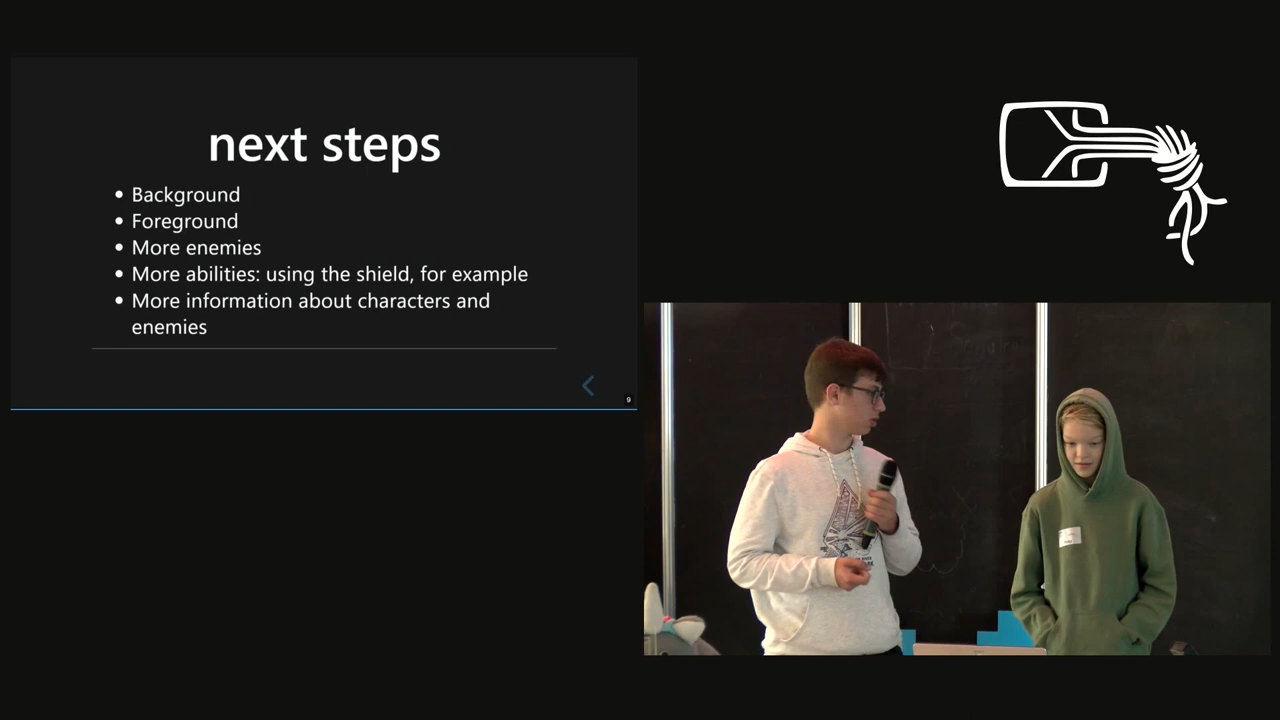 next steps
• Background
• Foreground
• More enemies
• More abilities: using the shield, for example
• More information about characters and
enemies
9